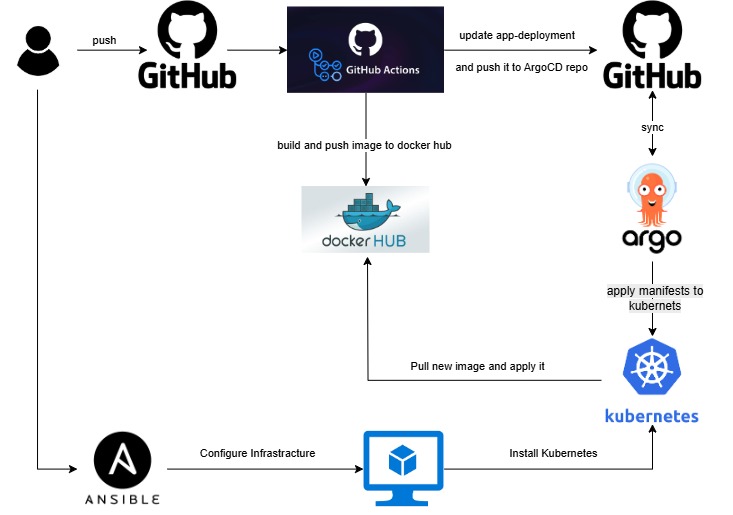 push
GitHub
GitHub Actions
update app-deployment
and push it to ArgoCD repo
GitHub
sync
build and push image to docker hub
docker HUB
argo
apply manifests to
kubernets
Pull new image and apply it
kubernetes
Configure Infrastracture
Install Kubernetes
ANSIBLE